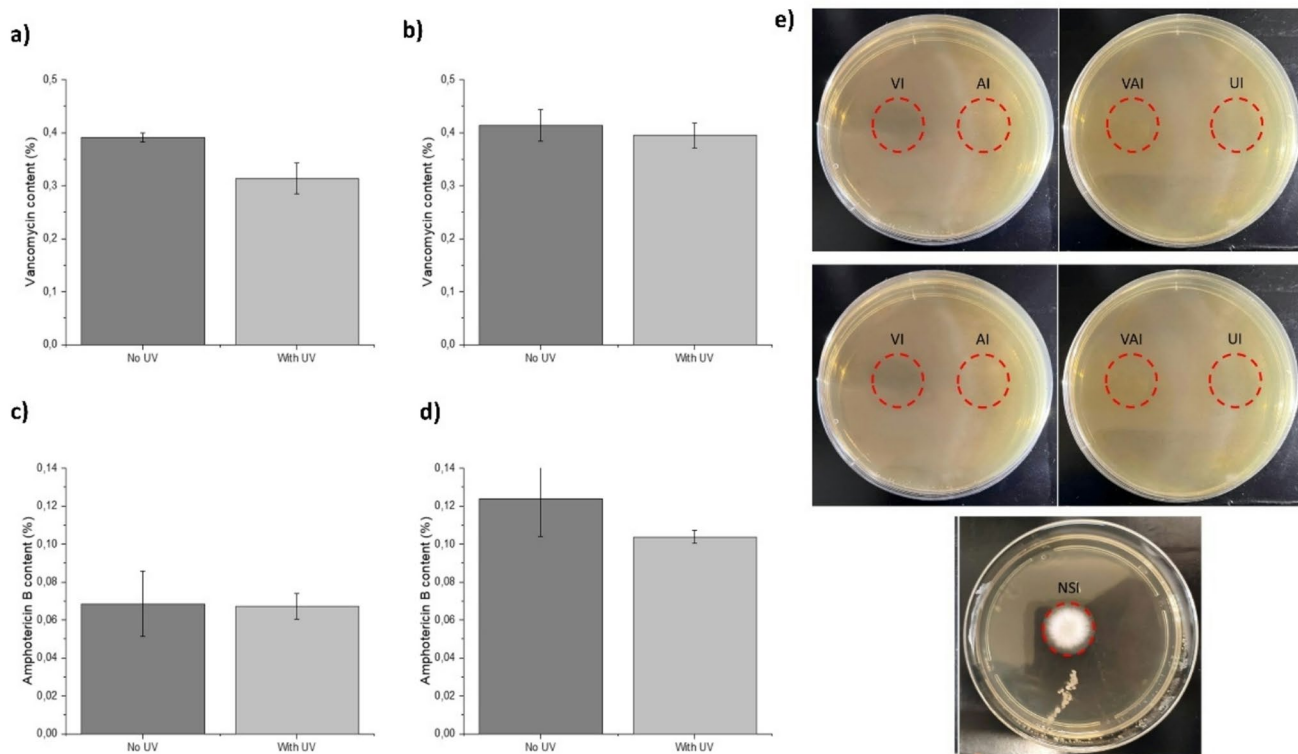 a)
Vancomycin content (%)
0,5
0,4
0,3
0,2
0,1
0,0
No UV
With UV
b)
Vancomycin content (%)
0,5
0,4
0,3
0,2
0,1
0,0
No UV
With UV
c)
Amphotericin B content (%)
0,14
0,12
0,10
0,08
0,06
0,04
0,02
0,00
No UV
With UV
d)
Amphotericin B content (%)
0,14
0,12
0,10
0,08
0,06
0,04
0,02
0,00
No UV
With UV
e)
VI
AI
VAI
UI
VI
AI
VAI
UI
NSI